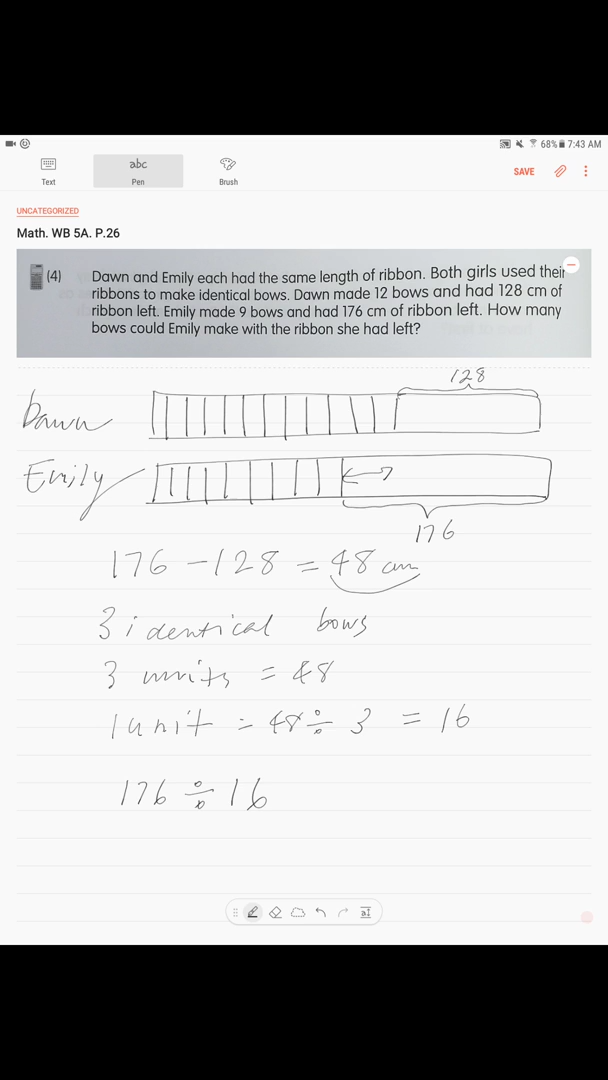 68% 7:43 AM
Text
abc
Pen
Brush
SAVE
UNCATEGORIZED
Math. WB 5A. P.26
(4) Dawn and Emily each had the same length of ribbon. Both girls used their
ribbons to make identical bows. Dawn made 12 bows and had 128 cm of
ribbon left. Emily made 9 bows and had 176 cm of ribbon left. How many
bows could Emily make with the ribbon she had left?
128
Dawn
Emily
176
176 - 128 = 48 cm
3 identical bows
3 units = 48
1 unit = 48 ÷ 3 = 16
176 ÷ 16
aI